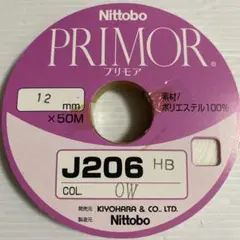 Nittobo
PRIMOR®
プリモア
12 mm
×50M
素材/
ポリエステル100%
J206 HB
COL. OW
発売元 KIYOHARA & CO., LTD.
製造元 Nittobo